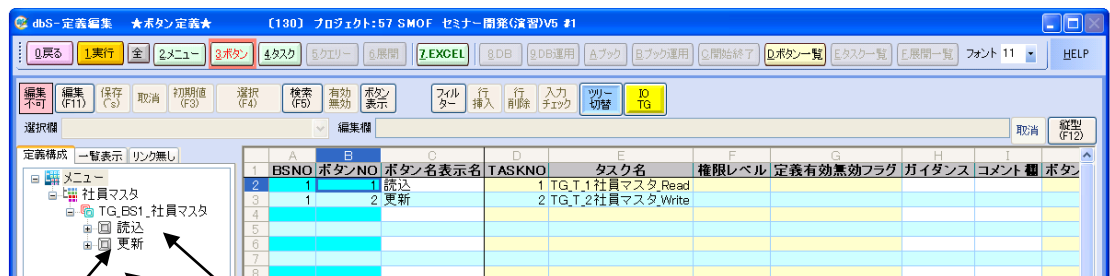 dbS-定義編集　★ボタン定義★　(130) プロジェクト:57 SMOF セミナー開発(演習)V5 #1
0.戻る 1.実行 全 2.メニュー 3.ボタン 4.タスク 5.クエリー 6.展開 7.EXCEL 8.DB 9.DB運用 A.ブック B.ブック運用 C.開始終了 D.ボタン一覧 E.タスク一覧 F.展開一覧 フォント 11 HELP
編集不可 編集(F11) 保存(^s) 取消 初期値(F3) 選択(F4) 検索(F5) 有効無効 ボタン表示 フィルター 行挿入 行削除 入力チェック ツリー切替 IO TG
選択欄 編集欄 取消 縦型(F12)
定義構成 一覧表示 リンク無し A B C D E F G H I
1 BSNO ボタンNO ボタン名表示名 TASKNO タスク名 権限レベル 定義有効無効フラグ ガイダンス コメント欄 ボタン
メニュー 2 1 1 読込 1 TG_T_1社員マスタ_Read
社員マスタ 3 1 2 更新 2 TG_T_2社員マスタ_Write
TG_BS1_社員マスタ 4
読込 5
更新 6
7
8